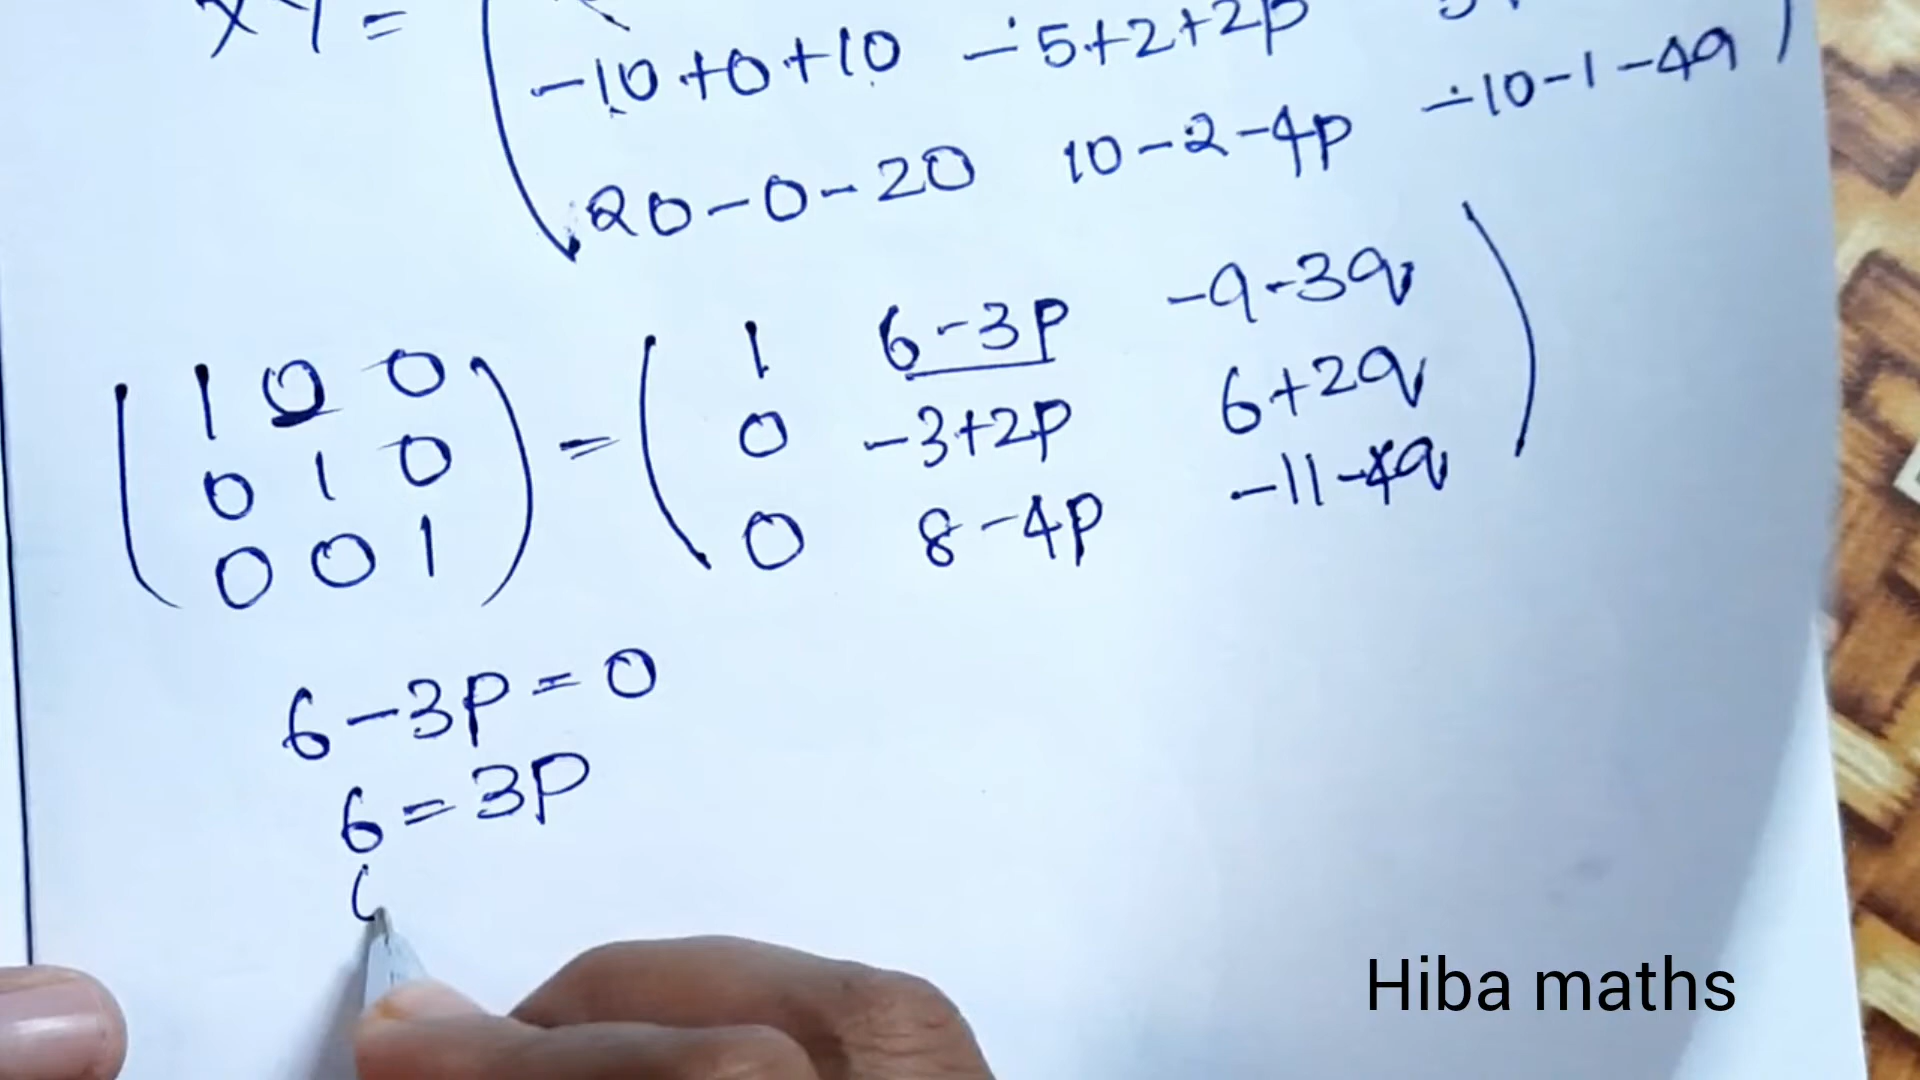 XY =
-10+0+10 -5+2+2p
20-0-20 10-2-4p -10-1-4q
1 0 0
0 1 0
0 0 1
=
1 6-3p -9-3q
0 -3+2p 6+2q
0 8-4p -11-4q
6-3p=0
6=3p
Hiba maths